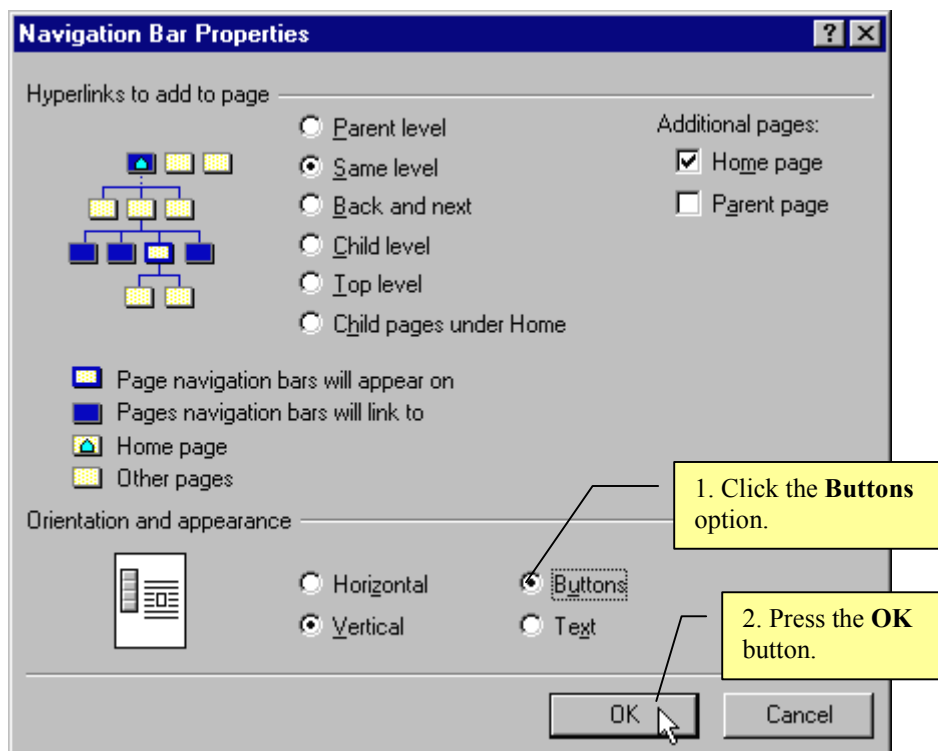 Navigation Bar Properties
Hyperlinks to add to page
Parent level
Same level
Back and next
Child level
Top level
Child pages under Home
Additional pages:
Home page
Parent page
Page navigation bars will appear on
Pages navigation bars will link to
Home page
Other pages
1. Click the Buttons
option.
Orientation and appearance
Horizontal
Vertical
Buttons
Text
2. Press the OK
button.
OK
Cancel